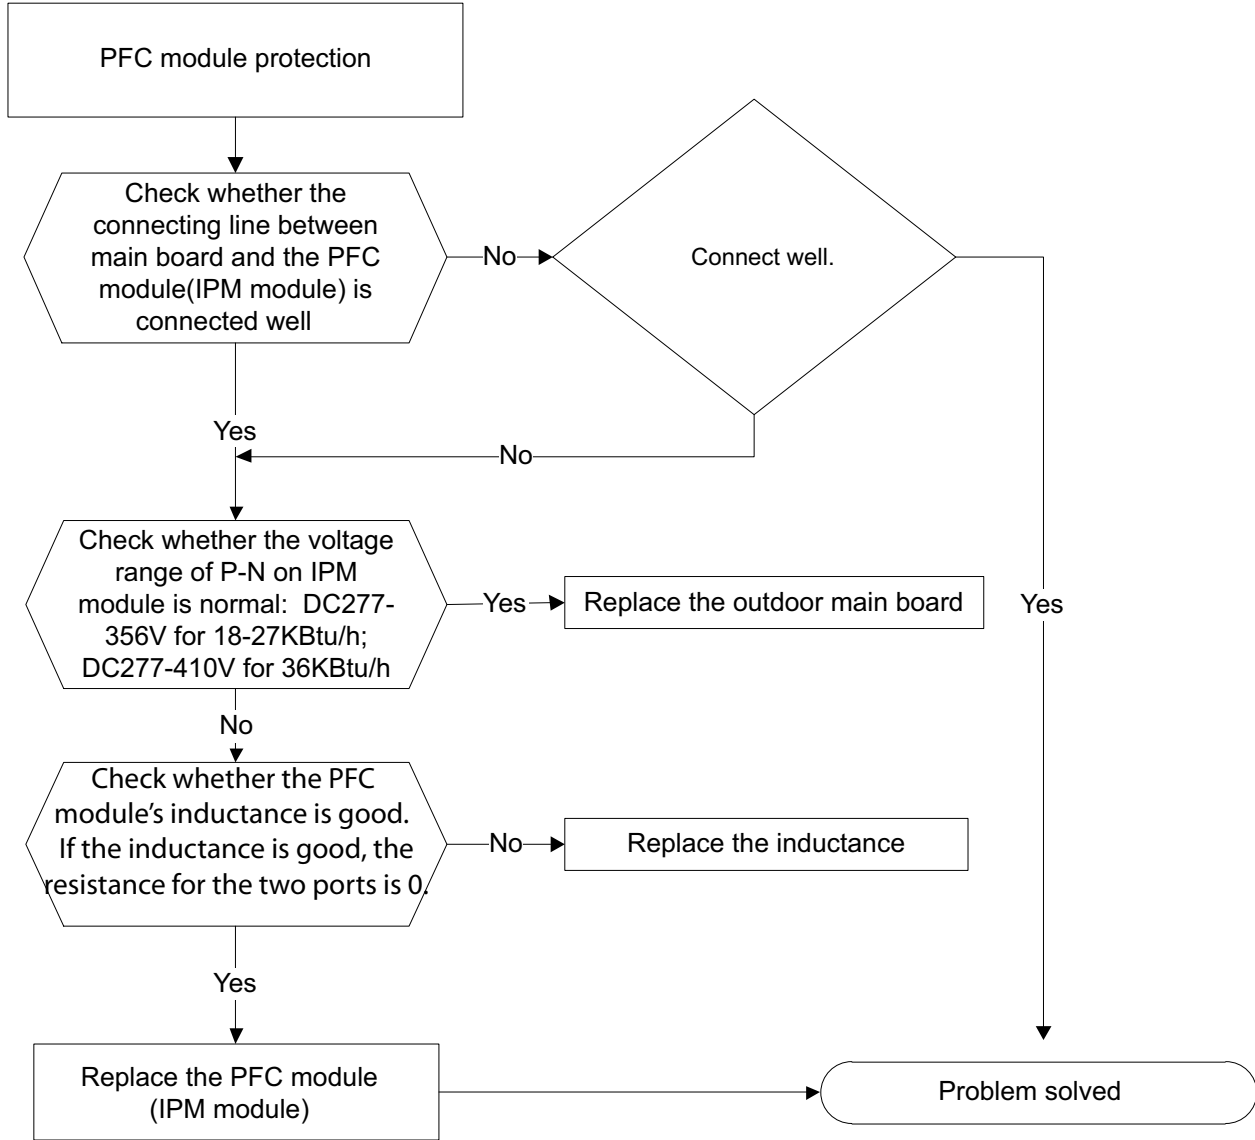 PFC module protection
Check whether the
connecting line between
main board and the PFC
module(IPM module) is
connected well
No
Connect well.
Yes
No
Check whether the voltage
range of P-N on IPM
module is normal:  DC277-
356V for 18-27KBtu/h;
DC277-410V for 36KBtu/h
Yes
Replace the outdoor main board
Yes
No
Check whether the PFC
module’s inductance is good.
If the inductance is good, the
resistance for the two ports is 0.
No
Replace the inductance
Yes
Replace the PFC module
(IPM module)
Problem solved